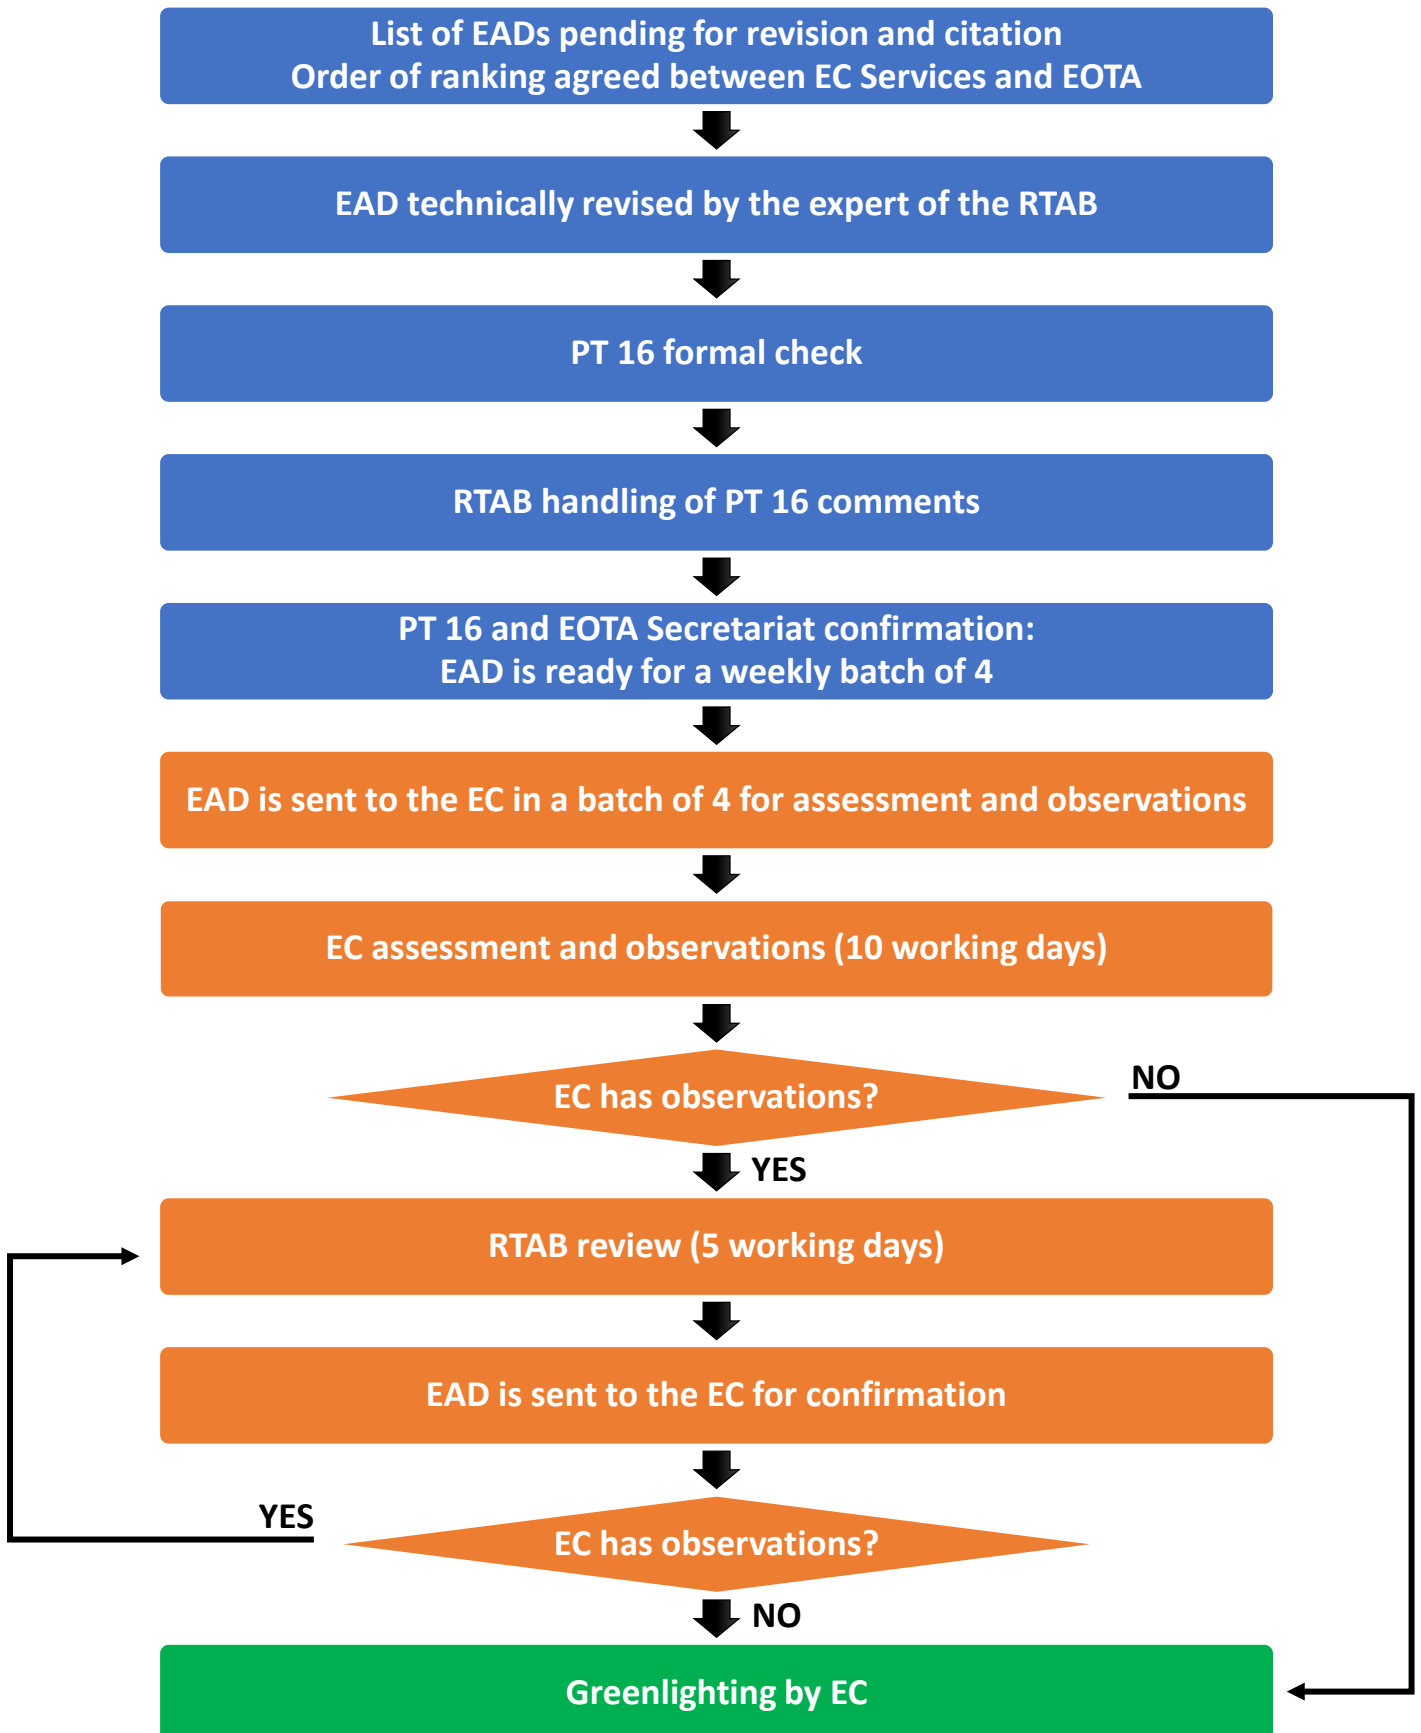 List of EADs pending for revision and citation
Order of ranking agreed between EC Services and EOTA
EAD technically revised by the expert of the RTAB
PT 16 formal check
RTAB handling of PT 16 comments
PT 16 and EOTA Secretariat confirmation:
EAD is ready for a weekly batch of 4
EAD is sent to the EC in a batch of 4 for assessment and observations
EC assessment and observations (10 working days)
EC has observations?
NO
YES
RTAB review (5 working days)
EAD is sent to the EC for confirmation
YES
EC has observations?
NO
Greenlighting by EC